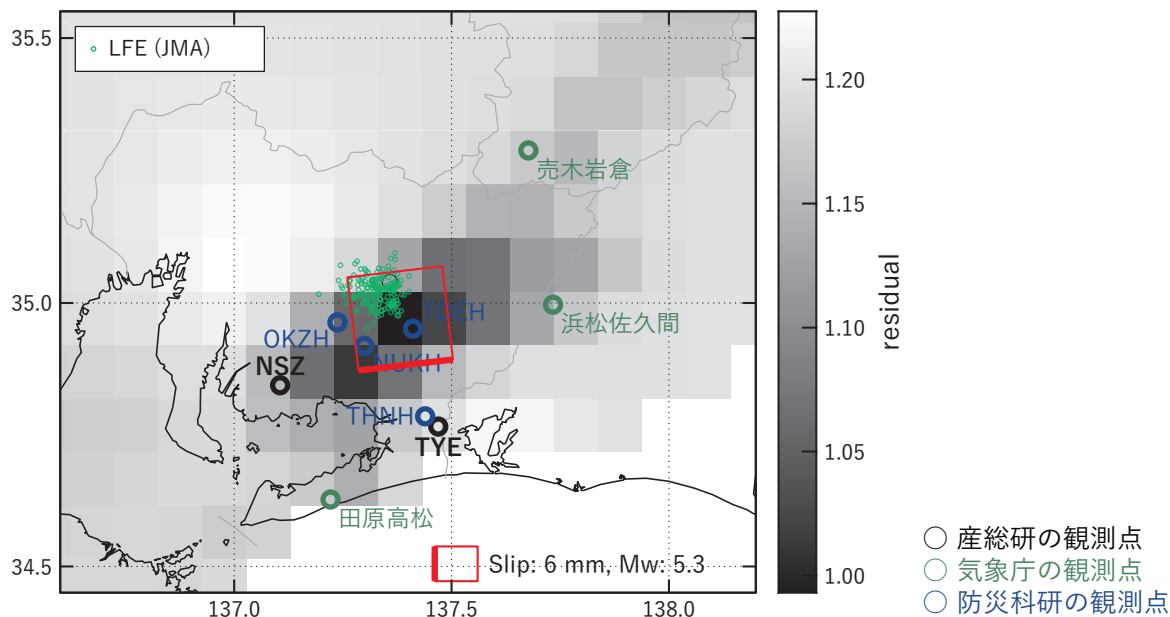 LFE (JMA)
35.5
35.0
34.5
137.0
137.5
138.0
売木岩倉
浜松佐久間
OKZH
NUKH
NSZ
THNH
TYE
田原高松
Slip: 6 mm, Mw: 5.3
1.20
1.15
1.10
1.05
1.00
residual
産総研の観測点
気象庁の観測点
防災科研の観測点